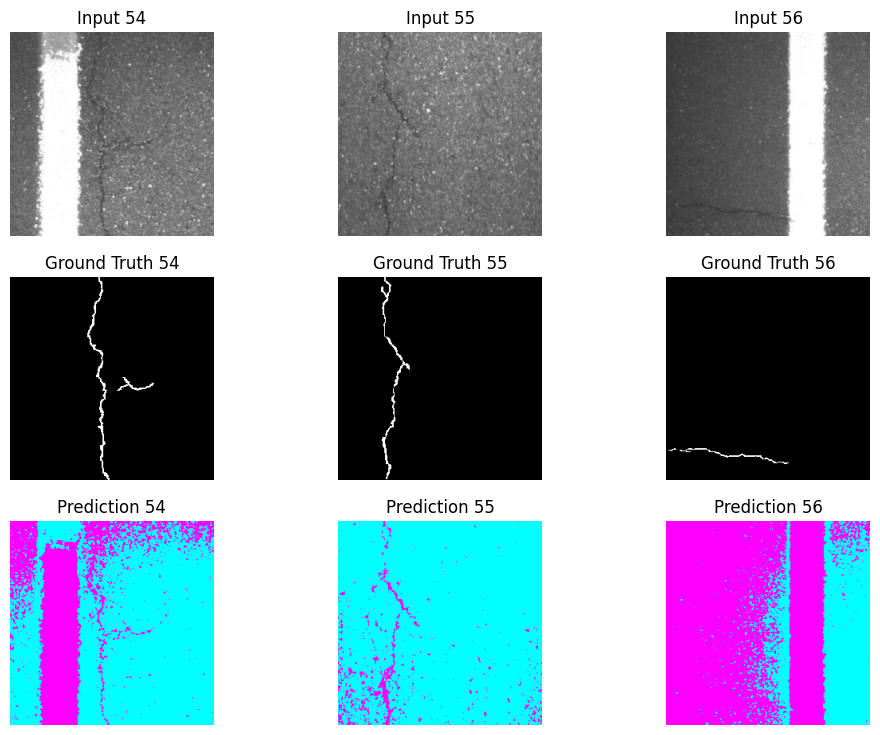 Input 54
Input 55
Input 56
Ground Truth 54
Ground Truth 55
Ground Truth 56
Prediction 54
Prediction 55
Prediction 56